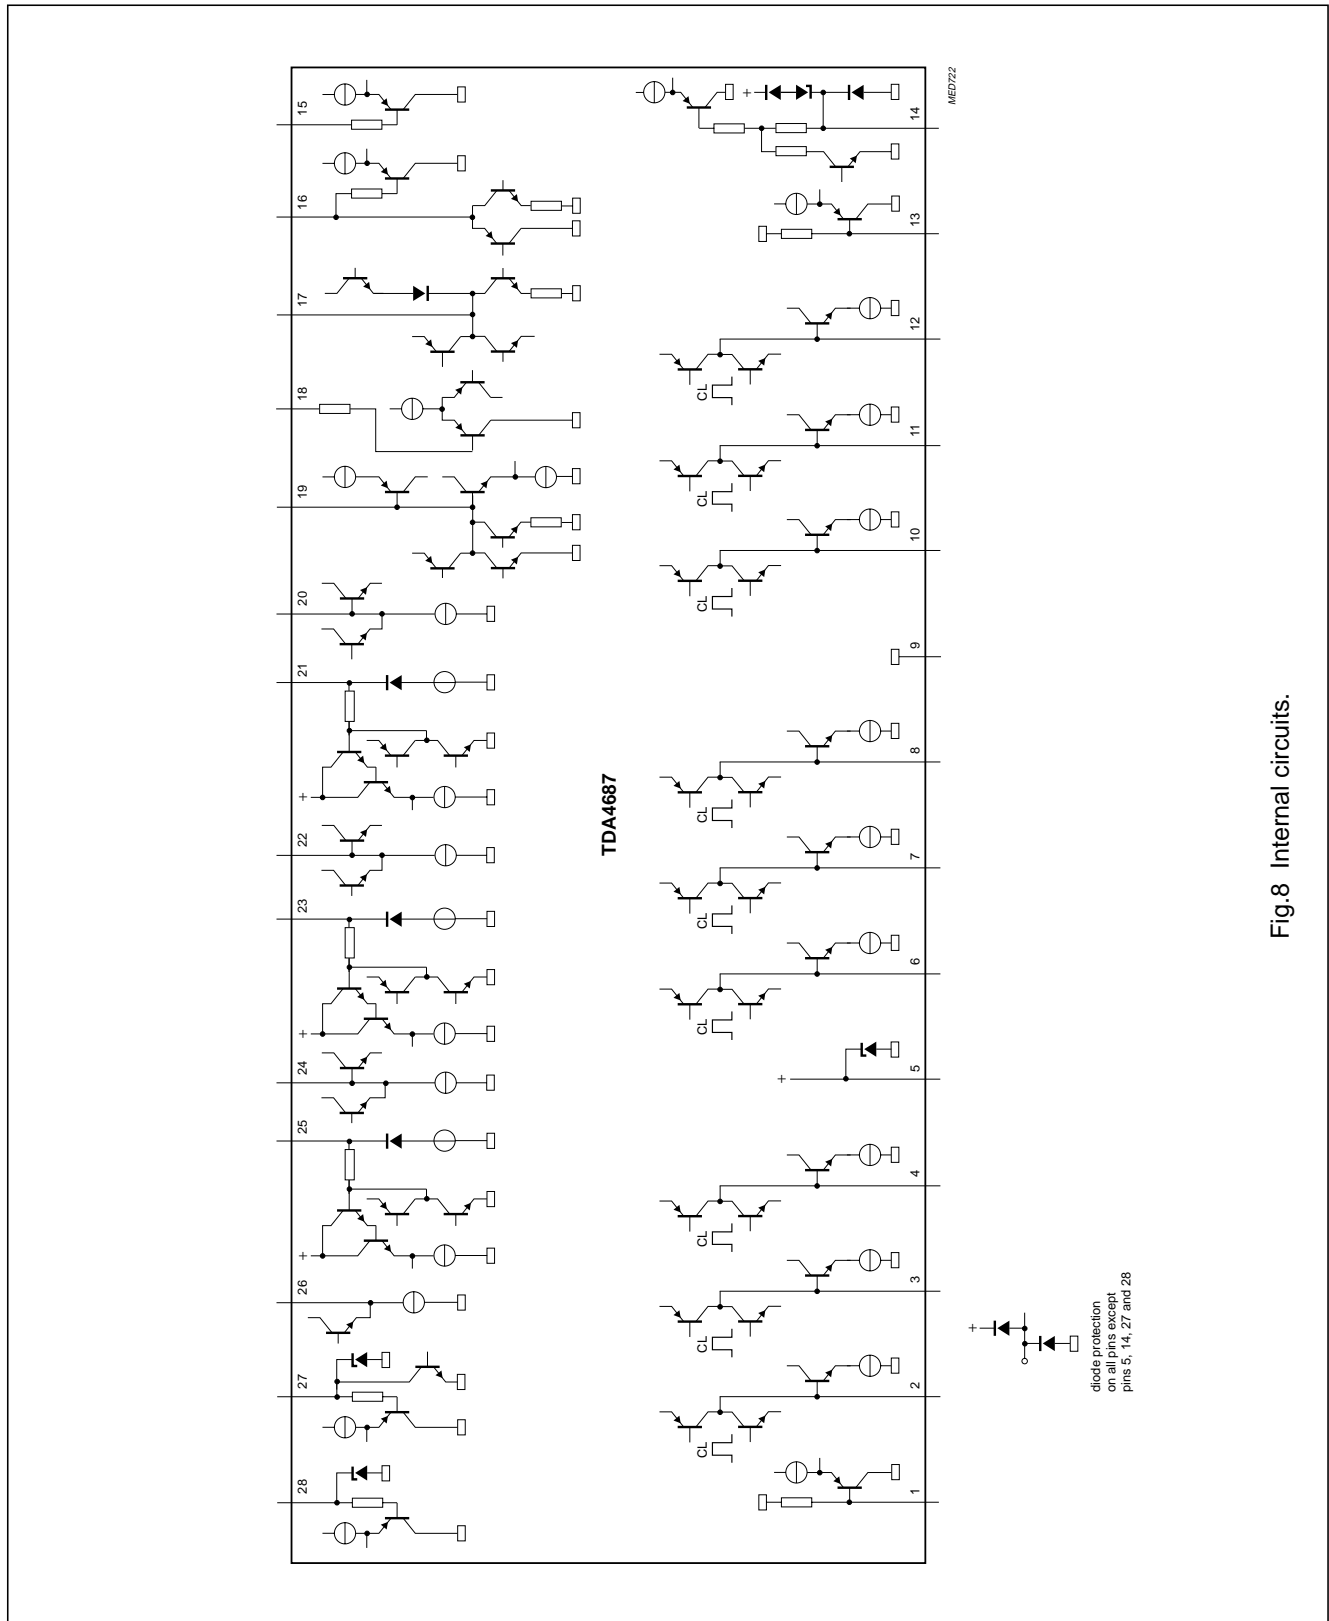 28
27
26
25
24
23
22
21
20
19
18
17
16
15
+
+
+
TDA4687
CL
CL
CL
CL
CL
CL
CL
CL
CL
+
+
1
2
3
4
5
6
7
8
9
10
11
12
13
14
MED722
+
diode protection
on all pins except
pins 5, 14, 27 and 28
Fig.8 Internal circuits.